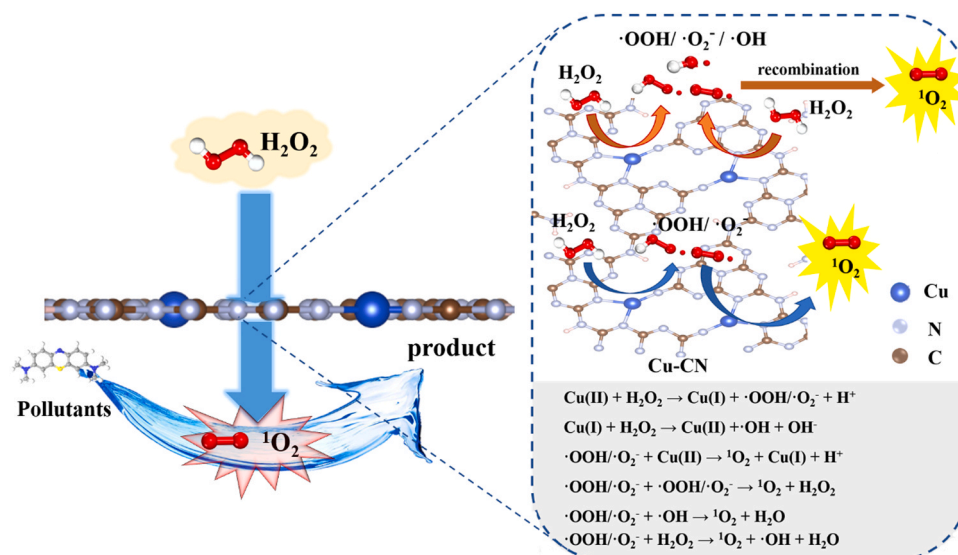 H₂O₂
product
Pollutants
¹O₂
·OOH/ ·O₂⁻ / ·OH
H₂O₂
recombination
¹O₂
H₂O₂
·OOH/ ·O₂⁻
H₂O₂
¹O₂
Cu
N
C
Cu-CN
Cu(II) + H₂O₂ → Cu(I) + ·OOH/·O₂⁻ + H⁺
Cu(I) + H₂O₂ → Cu(II) + ·OH + OH⁻
·OOH/·O₂⁻ + Cu(II) → ¹O₂ + Cu(I) + H⁺
·OOH/·O₂⁻ + ·OOH/·O₂⁻ → ¹O₂ + H₂O₂
·OOH/·O₂⁻ + ·OH → ¹O₂ + H₂O
·OOH/·O₂⁻ + H₂O₂ → ¹O₂ + ·OH + H₂O